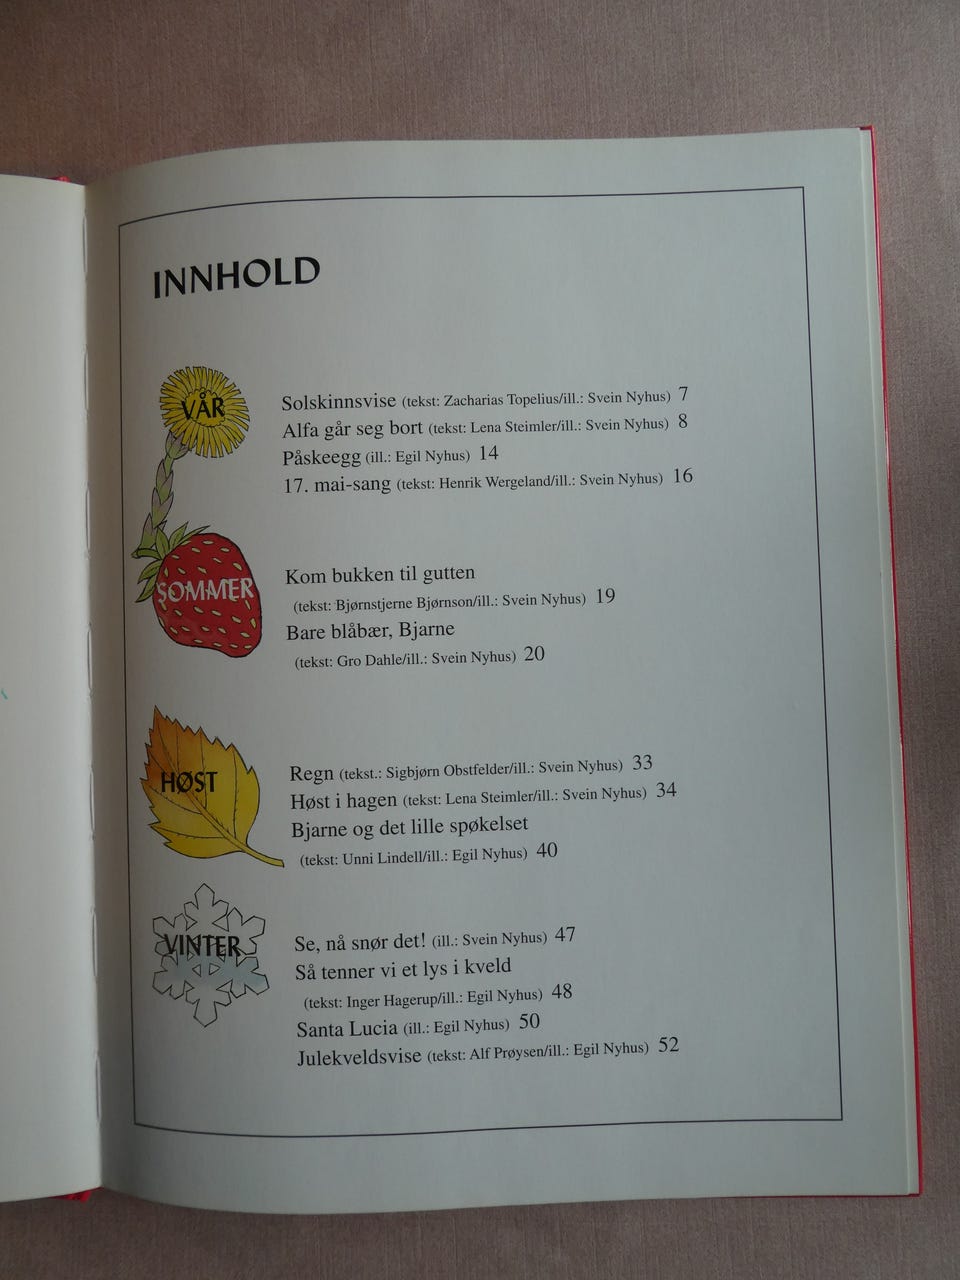 INNHOLD
VÅR
Solskinnsvise (tekst: Zacharias Topelius/ill.: Svein Nyhus) 7
Alfa går seg bort (tekst: Lena Steimler/ill.: Svein Nyhus) 8
Påskeegg (ill.: Egil Nyhus) 14
17. mai-sang (tekst: Henrik Wergeland/ill.: Svein Nyhus) 16
SOMMER
Kom bukken til gutten
(tekst: Bjørnstjerne Bjørnson/ill.: Svein Nyhus) 19
Bare blåbær, Bjarne
(tekst: Gro Dahle/ill.: Svein Nyhus) 20
HØST
Regn (tekst.: Sigbjørn Obstfelder/ill.: Svein Nyhus) 33
Høst i hagen (tekst: Lena Steimler/ill.: Svein Nyhus) 34
Bjarne og det lille spøkelset
(tekst: Unni Lindell/ill.: Egil Nyhus) 40
VINTER
Se, nå snør det! (ill.: Svein Nyhus) 47
Så tenner vi et lys i kveld
(tekst: Inger Hagerup/ill.: Egil Nyhus) 48
Santa Lucia (ill.: Egil Nyhus) 50
Julekveldsvise (tekst: Alf Prøysen/ill.: Egil Nyhus) 52